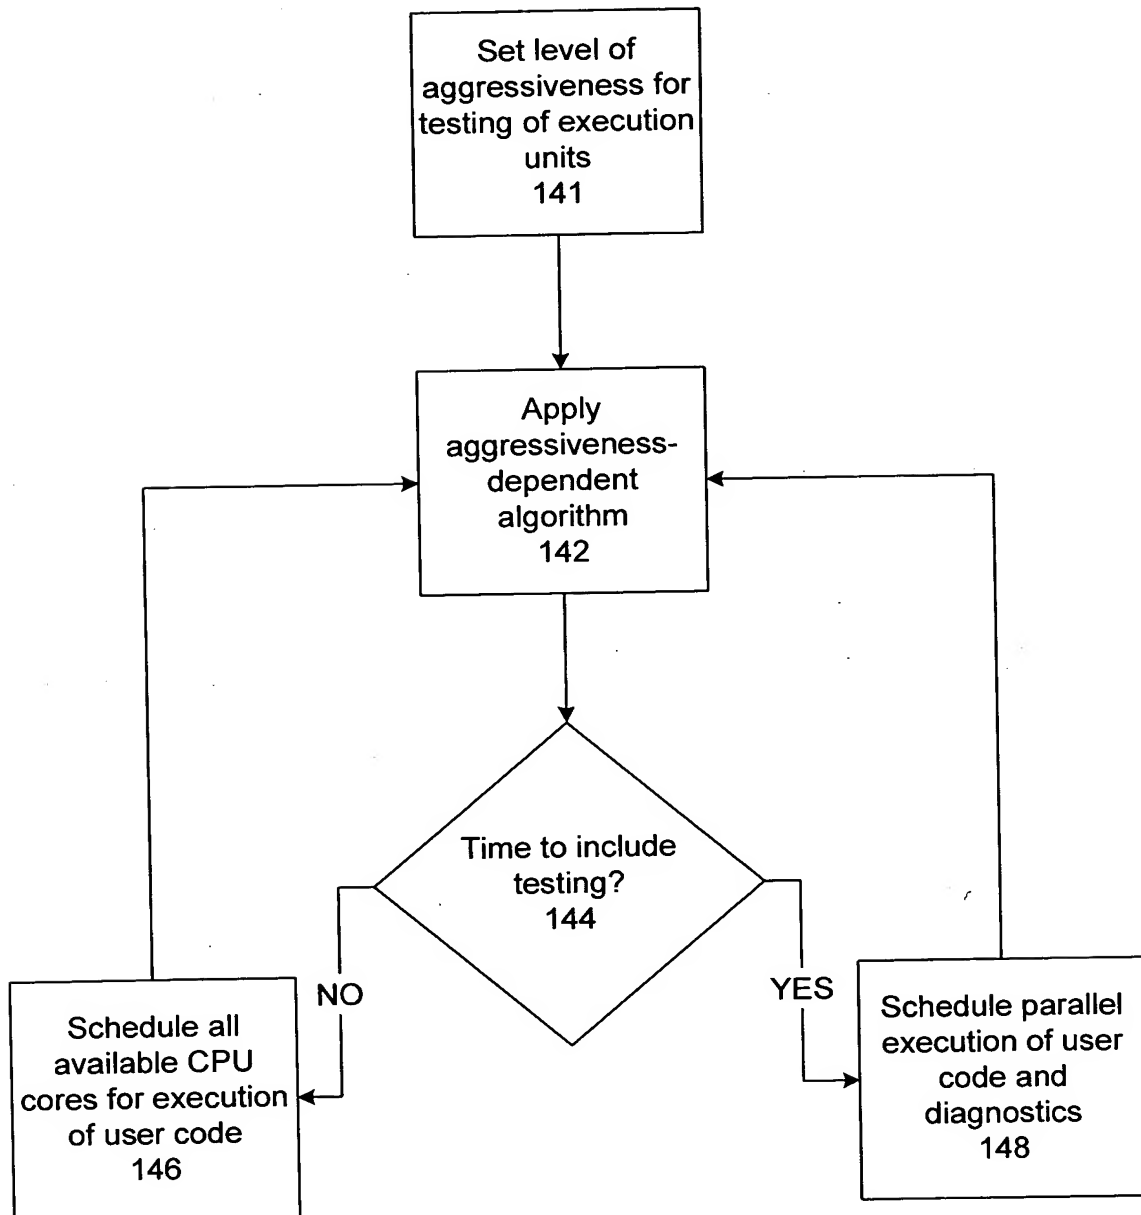 Set level of
aggressiveness for
testing of execution
units
141
Apply
aggressiveness-
dependent
algorithm
142
Time to include
testing?
144
NO
YES
Schedule all
available CPU
cores for execution
of user code
146
Schedule parallel
execution of user
code and
diagnostics
148